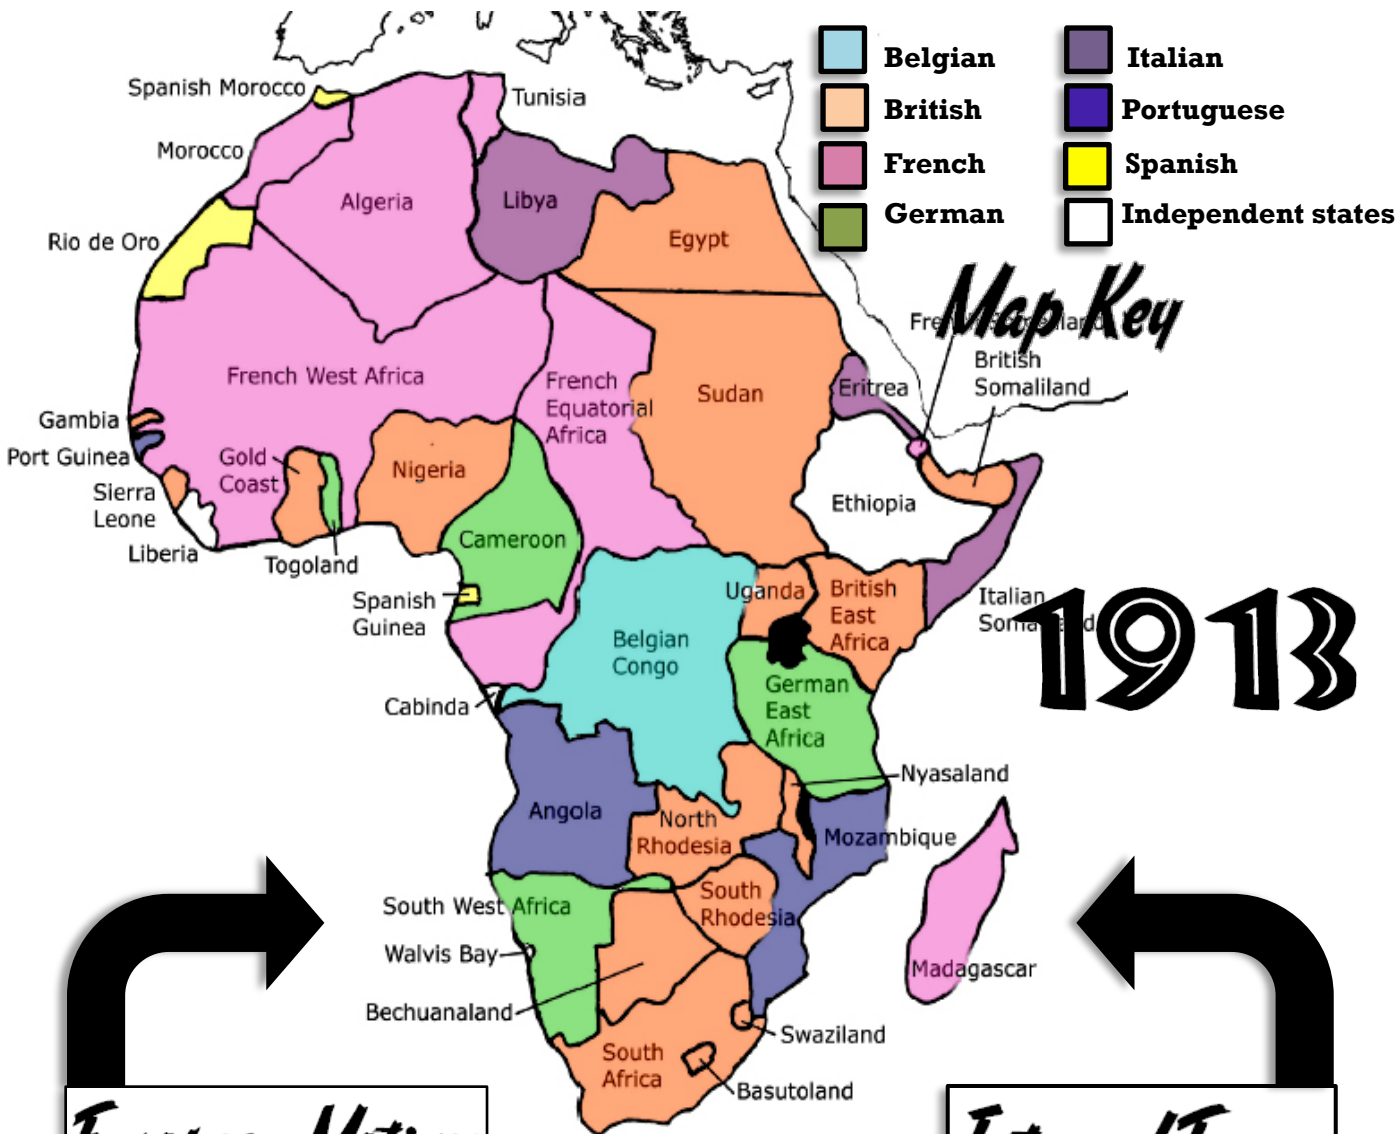 Belgian
British
French
German
Italian
Portuguese
Spanish
Independent states
Map Key
1913
Spanish Morocco
Tunisia
Morocco
Algeria
Libya
Egypt
Rio de Oro
French West Africa
French
Equatorial
Africa
Sudan
Eritrea
British
Somaliland
Gambia
Port Guinea
Gold
Coast
Nigeria
Sierra
Leone
Liberia
Togoland
Cameroon
Ethiopia
Spanish
Guinea
Uganda
British
East
Africa
Italian
Belgian
Congo
Cabinda
German
East
Africa
Nyasaland
Angola
North
Rhodesia
Mozambique
South West Africa
South
Rhodesia
Walvis Bay
Madagascar
Bechuanaland
Swaziland
South
Africa
Basutoland